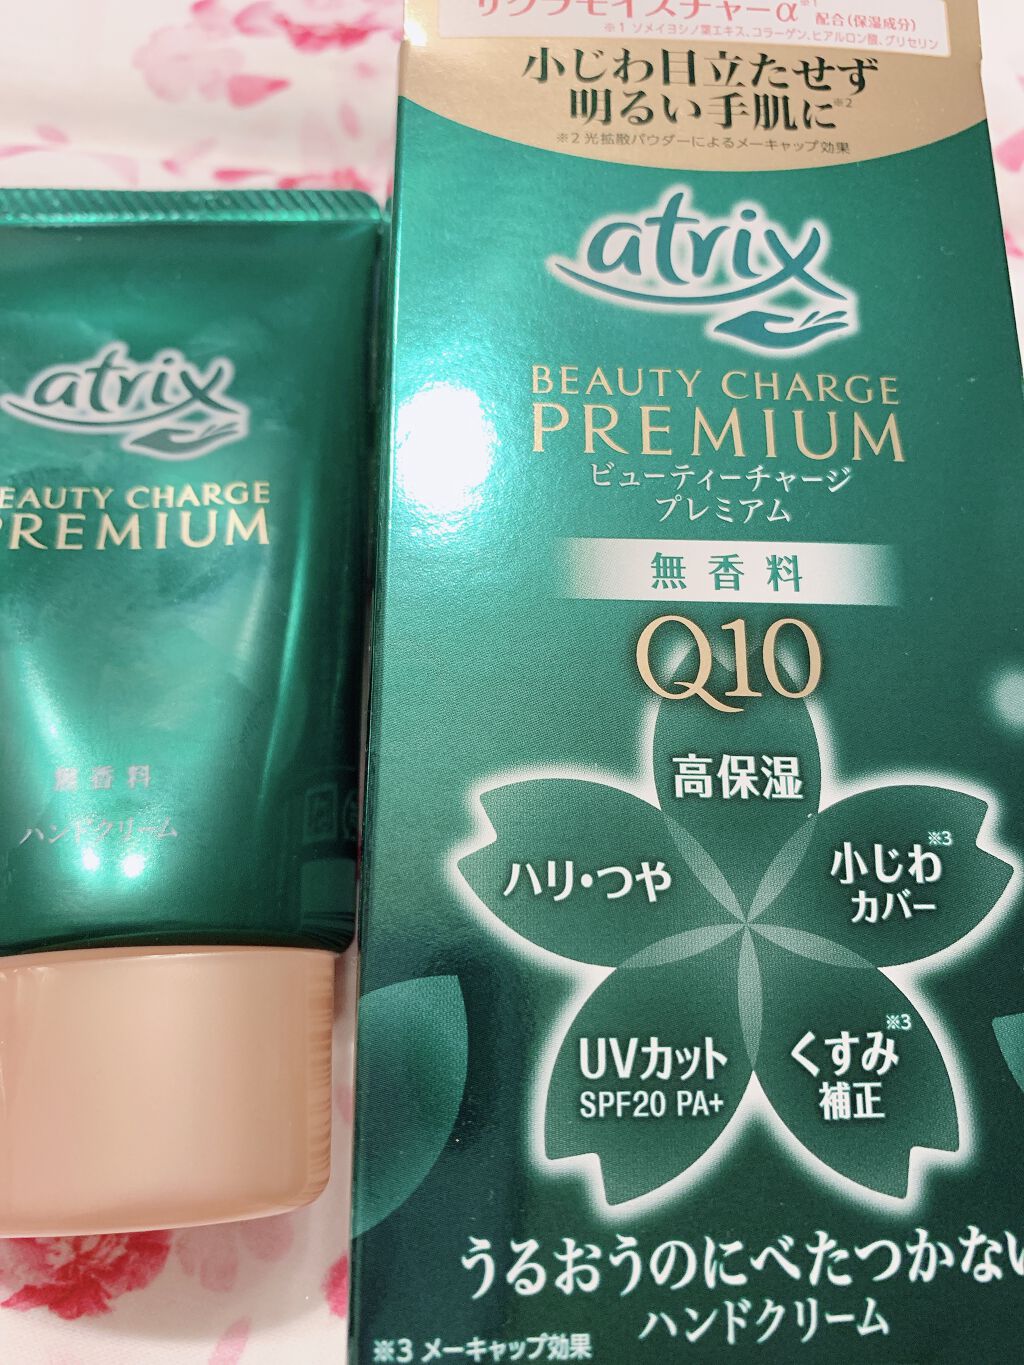 サクラモイスチャーα※1 配合(保湿成分)
※1 ソメイヨシノ葉エキス、コラーゲン、ヒアルロン酸、グリセリン
小じわ目立たせず
明るい手肌に※2
※2 光拡散パウダーによるメーキャップ効果
atrix
BEAUTY CHARGE
PREMIUM
ビューティーチャージ
プレミアム
無香料
Q10
高保湿
ハリ・つや
小じわ※3
カバー
UVカット
SPF20 PA+
くすみ※3
補正
うるおうのにべたつかない
ハンドクリーム
※3 メーキャップ効果
atrix
BEAUTY CHARGE
PREMIUM
無香料
ハンドクリーム